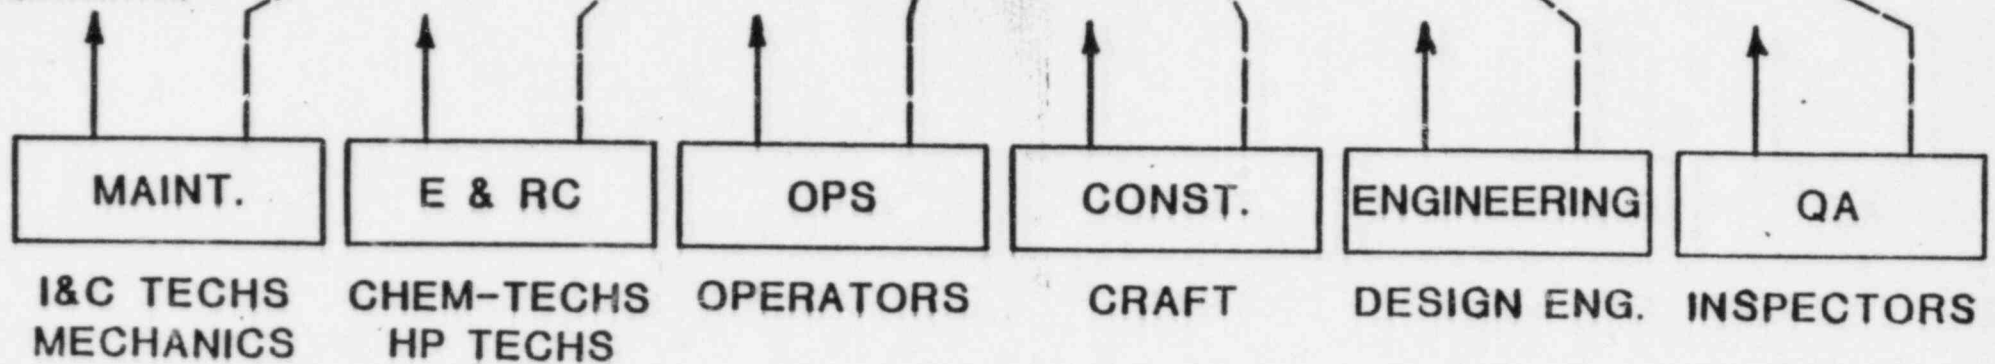 MAINT.
E & RC
OPS
CONST.
ENGINEERING
QA
I&C TECHS
MECHANICS
CHEM-TECHS
HP TECHS
OPERATORS
CRAFT
DESIGN ENG.
INSPECTORS